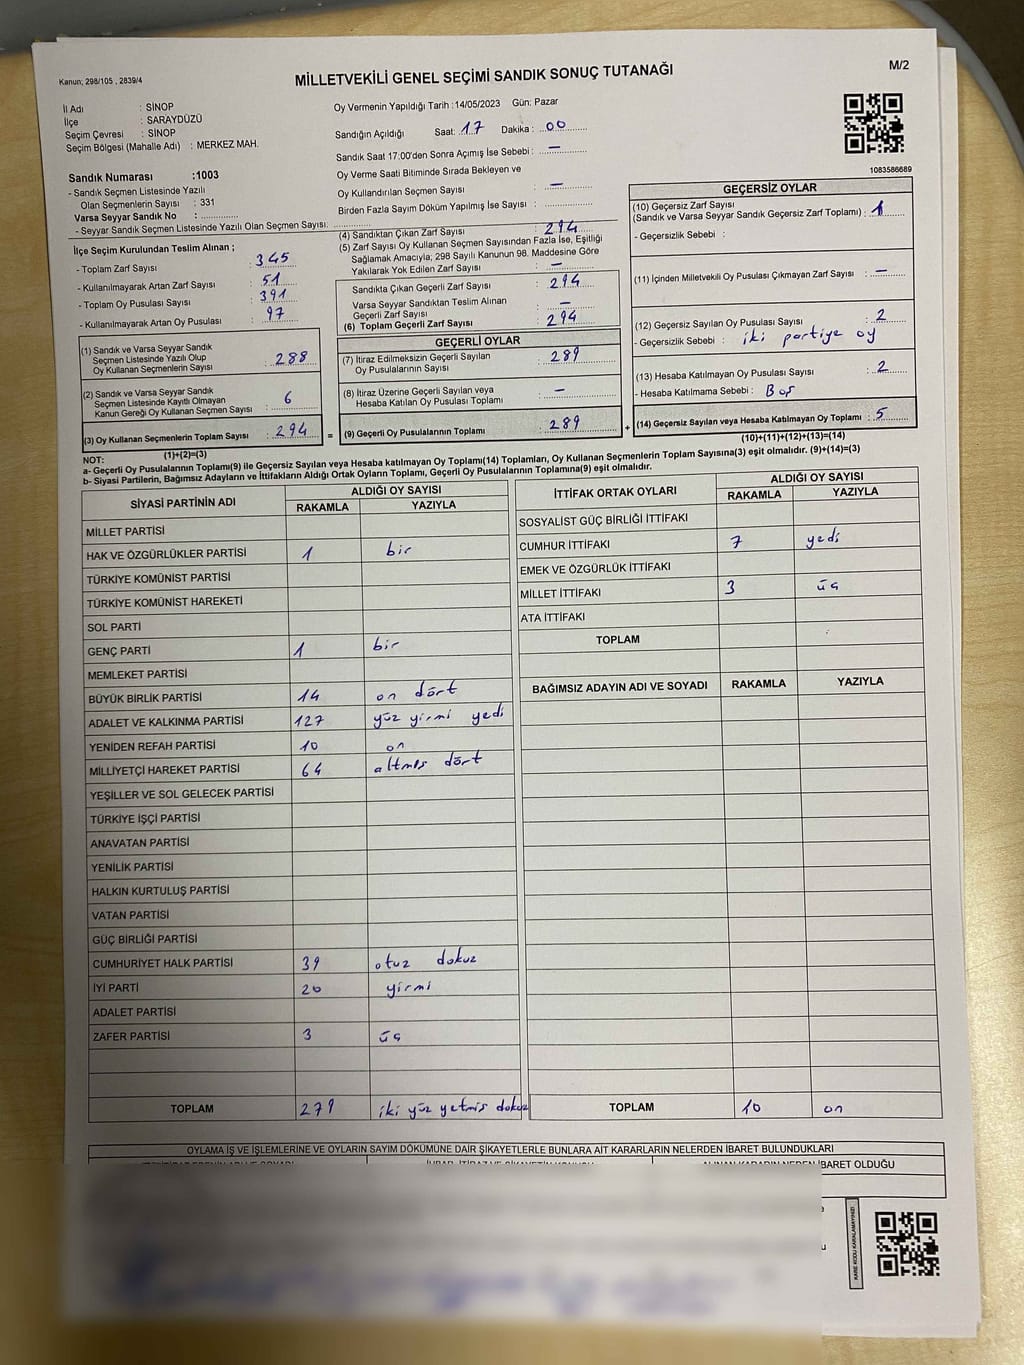 Kanun; 298/105 , 2839/4
MİLLETVEKİLİ GENEL SEÇİMİ SANDIK SONUÇ TUTANAĞI
M/2
İl Adı : SİNOP
İlçe : SARAYDÜZÜ
Seçim Çevresi : SİNOP
Seçim Bölgesi (Mahalle Adı) : MERKEZ MAH.
Oy Vermenin Yapıldığı Tarih :14/05/2023 Gün: Pazar
Sandığın Açıldığı Saat: 17 Dakika : 00
Sandık Saat 17:00'den Sonra Açımış İse Sebebi : —
Oy Verme Saati Bitiminde Sırada Bekleyen ve
Oy Kullandırılan Seçmen Sayısı : —
Birden Fazla Sayım Döküm Yapılmış İse Sayısı :
1083586689
Sandık Numarası :1003
- Sandık Seçmen Listesinde Yazılı
Olan Seçmenlerin Sayısı : 331
Varsa Seyyar Sandık No :
- Seyyar Sandık Seçmen Listesinde Yazılı Olan Seçmen Sayısı:
İlçe Seçim Kurulundan Teslim Alınan ;
- Toplam Zarf Sayısı : 345
- Kullanılmayarak Artan Zarf Sayısı : 51
- Toplam Oy Pusulası Sayısı : 391
- Kullanılmayarak Artan Oy Pusulası : 97
(1) Sandık ve Varsa Seyyar Sandık
Seçmen Listesinde Yazılı Olup
Oy Kullanan Seçmenlerin Sayısı : 288
(2) Sandık ve Varsa Seyyar Sandık
Seçmen Listesinde Kayıtlı Olmayan
Kanun Gereği Oy Kullanan Seçmen Sayısı : 6
(3) Oy Kullanan Seçmenlerin Toplam Sayısı : 294
(1)+(2)=(3)
(4) Sandıktan Çıkan Zarf Sayısı : 294
(5) Zarf Sayısı Oy Kullanan Seçmen Sayısından Fazla İse, Eşitliği
Sağlamak Amacıyla; 298 Sayılı Kanunun 98. Maddesine Göre
Yakılarak Yok Edilen Zarf Sayısı : —
Sandıkta Çıkan Geçerli Zarf Sayısı : 294
Varsa Seyyar Sandıktan Teslim Alınan
Geçerli Zarf Sayısı : —
(6) Toplam Geçerli Zarf Sayısı : 294
GEÇERLİ OYLAR
(7) İtiraz Edilmeksizin Geçerli Sayılan
Oy Pusulalarının Sayısı : 289
(8) İtiraz Üzerine Geçerli Sayılan veya
Hesaba Katılan Oy Pusulası Toplamı : —
= (9) Geçerli Oy Pusulalarının Toplamı : 289 +
GEÇERSİZ OYLAR
(10) Geçersiz Zarf Sayısı
(Sandık ve Varsa Seyyar Sandık Geçersiz Zarf Toplamı) : 1
- Geçersizlik Sebebi :
(11) İçinden Milletvekili Oy Pusulası Çıkmayan Zarf Sayısı : —
(12) Geçersiz Sayılan Oy Pusulası Sayısı : 2
- Geçersizlik Sebebi : iki partiye oy
(13) Hesaba Katılmayan Oy Pusulası Sayısı : 2
- Hesaba Katılmama Sebebi : Boş
(14) Geçersiz Sayılan veya Hesaba Katılmayan Oy Toplamı : 5
(10)+(11)+(12)+(13)=(14)
NOT:
a- Geçerli Oy Pusulalarının Toplamı(9) ile Geçersiz Sayılan veya Hesaba katılmayan Oy Toplamı(14) Toplamları, Oy Kullanan Seçmenlerin Toplam Sayısına(3) eşit olmalıdır. (9)+(14)=(3)
b- Siyasi Partilerin, Bağımsız Adayların ve İttifakların Aldığı Ortak Oyların Toplamı, Geçerli Oy Pusulalarının Toplamına(9) eşit olmalıdır.
SİYASİ PARTİNİN ADI ALDIĞI OY SAYISI
RAKAMLA YAZIYLA
MİLLET PARTİSİ
HAK VE ÖZGÜRLÜKLER PARTİSİ 1 bir
TÜRKİYE KOMÜNİST PARTİSİ
TÜRKİYE KOMÜNİST HAREKETİ
SOL PARTİ
GENÇ PARTİ 1 bir
MEMLEKET PARTİSİ
BÜYÜK BİRLİK PARTİSİ 14 on dört
ADALET VE KALKINMA PARTİSİ 127 yüz yirmi yedi
YENİDEN REFAH PARTİSİ 10 on
MİLLİYETÇİ HAREKET PARTİSİ 64 altmış dört
YEŞİLLER VE SOL GELECEK PARTİSİ
TÜRKİYE İŞÇİ PARTİSİ
ANAVATAN PARTİSİ
YENİLİK PARTİSİ
HALKIN KURTULUŞ PARTİSİ
VATAN PARTİSİ
GÜÇ BİRLİĞİ PARTİSİ
CUMHURİYET HALK PARTİSİ 39 otuz dokuz
İYİ PARTİ 20 yirmi
ADALET PARTİSİ
ZAFER PARTİSİ 3 üç
TOPLAM 279 iki yüz yetmiş dokuz
İTTİFAK ORTAK OYLARI ALDIĞI OY SAYISI
RAKAMLA YAZIYLA
SOSYALİST GÜÇ BİRLİĞİ İTTİFAKI
CUMHUR İTTİFAKI 7 yedi
EMEK VE ÖZGÜRLÜK İTTİFAKI
MİLLET İTTİFAKI 3 üç
ATA İTTİFAKI
TOPLAM
BAĞIMSIZ ADAYIN ADI VE SOYADI RAKAMLA YAZIYLA
TOPLAM 10 on
OYLAMA İŞ VE İŞLEMLERİNE VE OYLARIN SAYIM DÖKÜMÜNE DAİR ŞİKAYETLERLE BUNLARA AİT KARARLARIN NELERDEN İBARET BULUNDUKLARI
İBARET OLDUĞU
KARE KODU KARALAMAYINIZ!